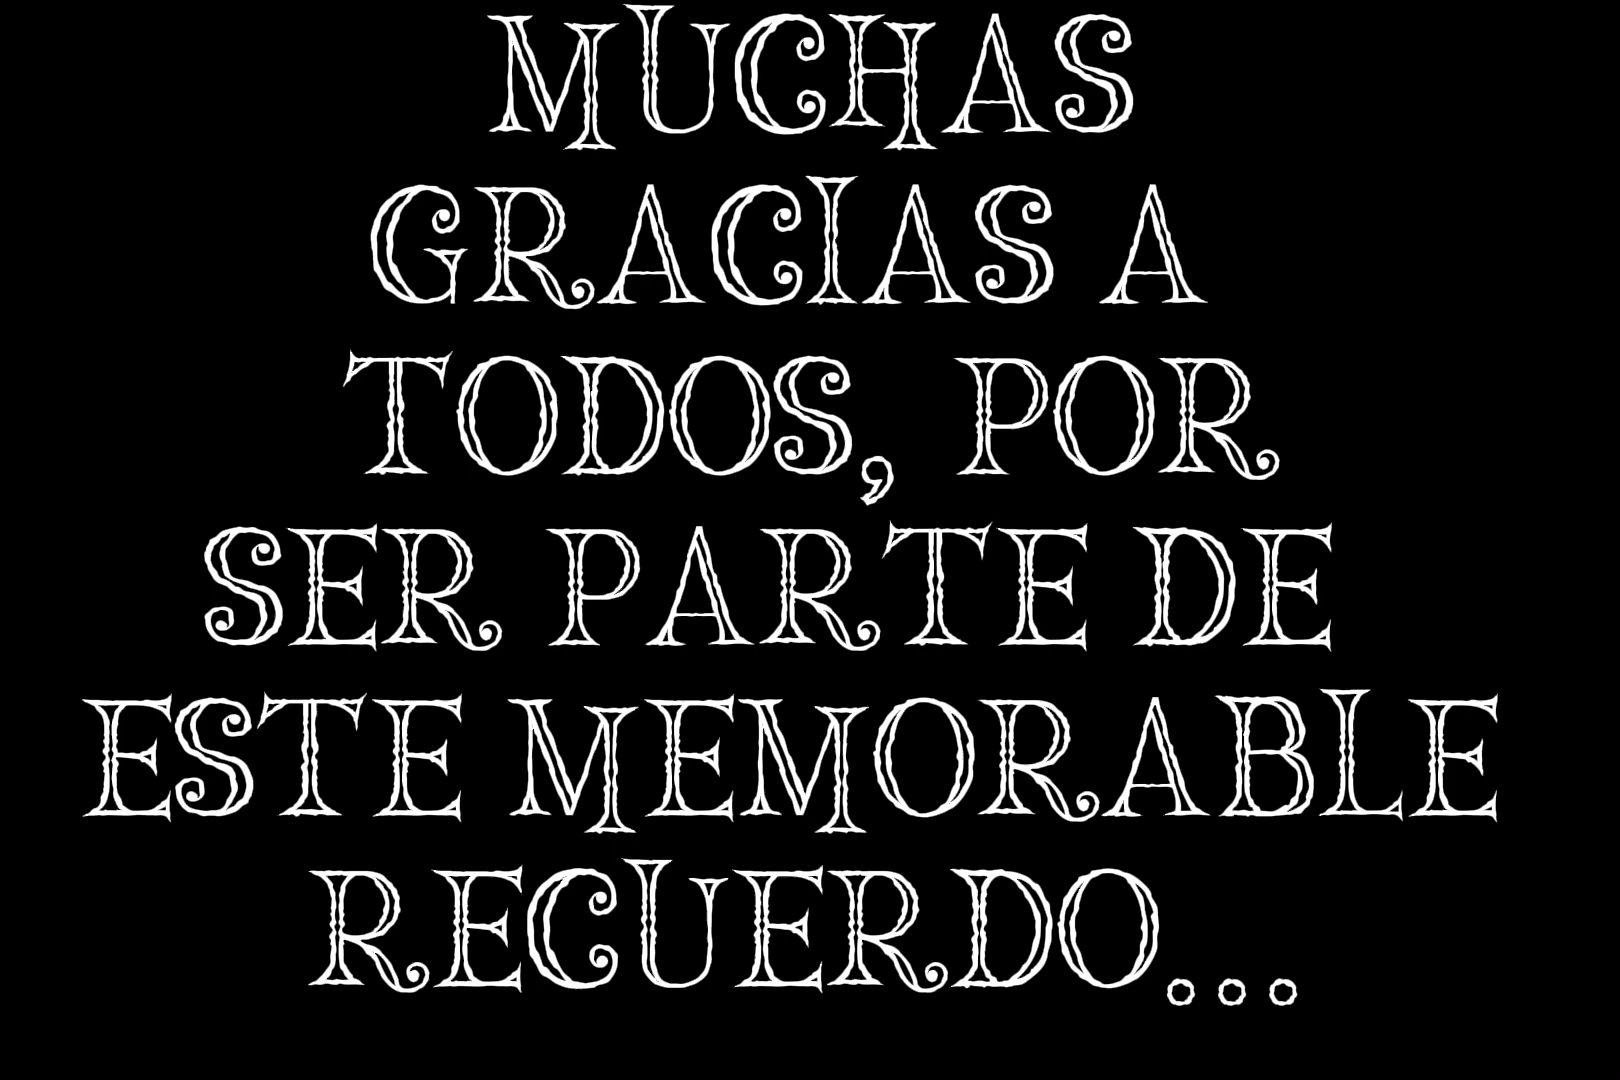 MUCHAS
GRACIAS A
TODOS, POR
SER PARTE DE
ESTE MEMORABLE
RECUERDO...